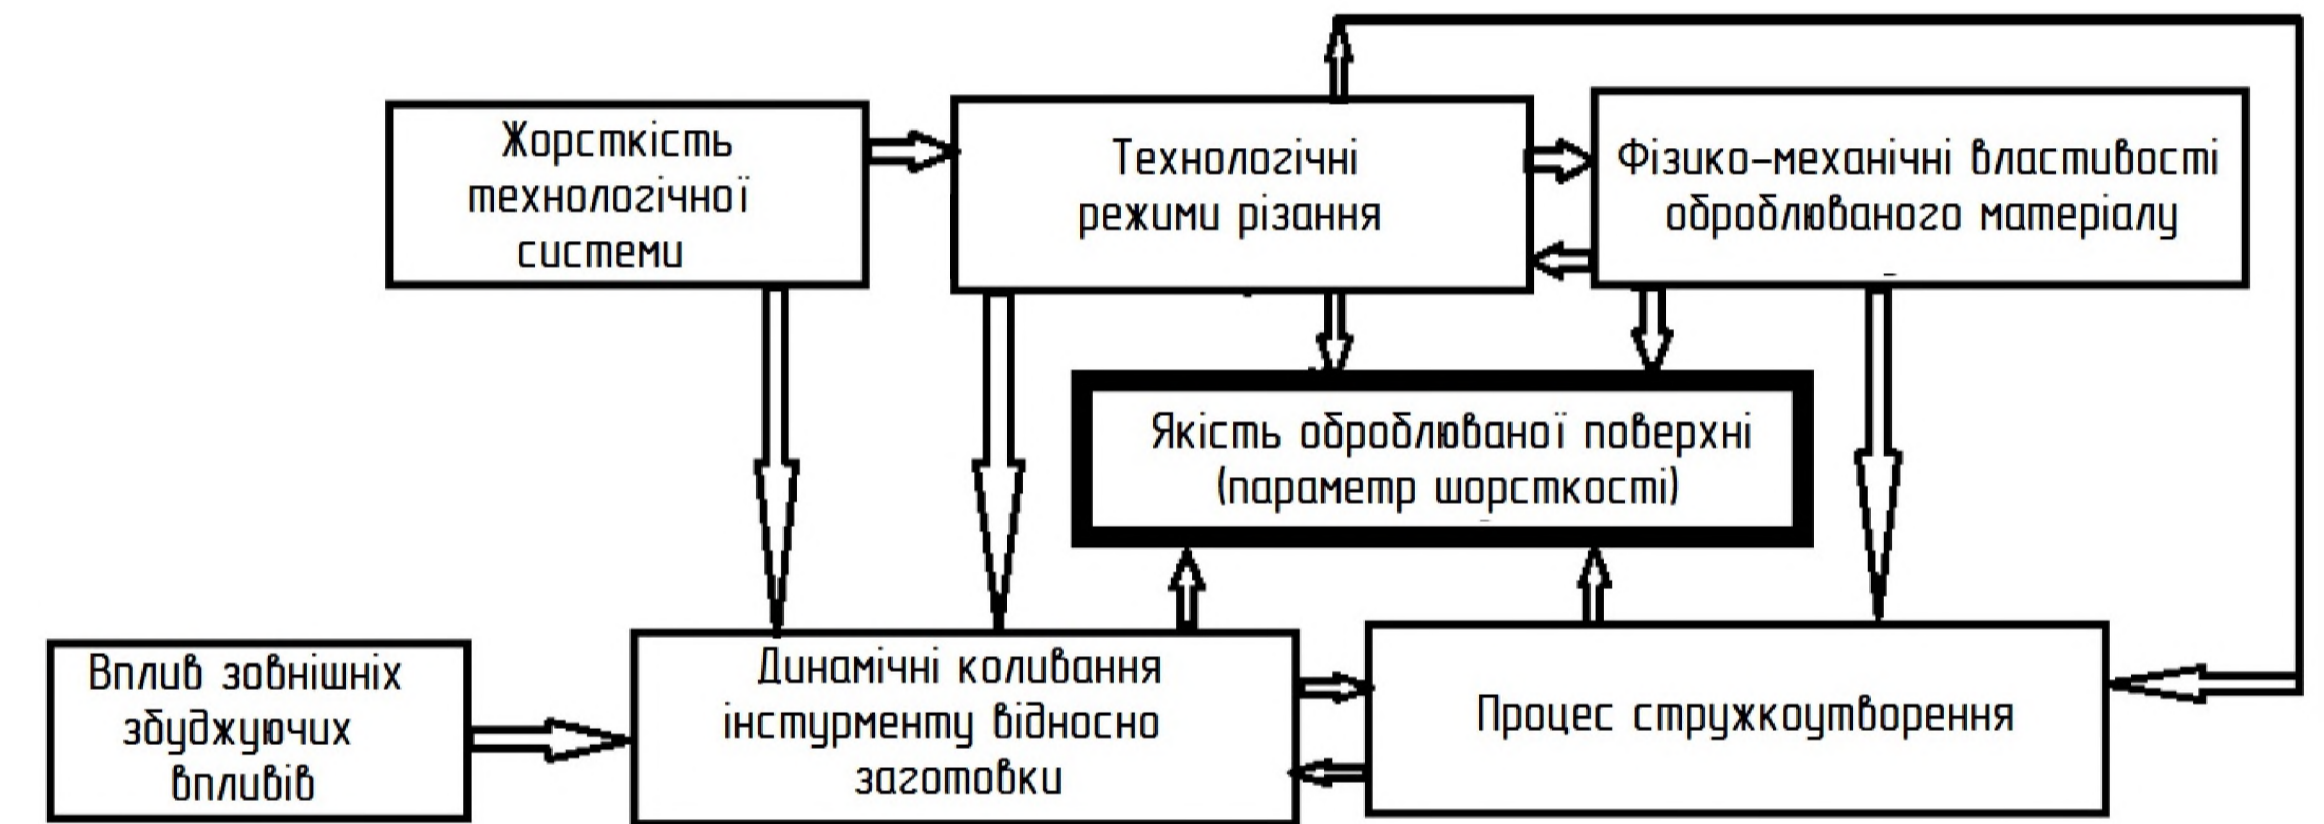 Жорсткість
технологічної
системи
Технологічні
режими різання
Фізико-механічні властивості
оброблюваного матеріалу
Якість оброблюваної поверхні
(параметр шорсткості)
Вплив зовнішніх
збуджуючих
впливів
Динамічні коливання
інстурменту відносно
заготовки
Процес стружкоутворення